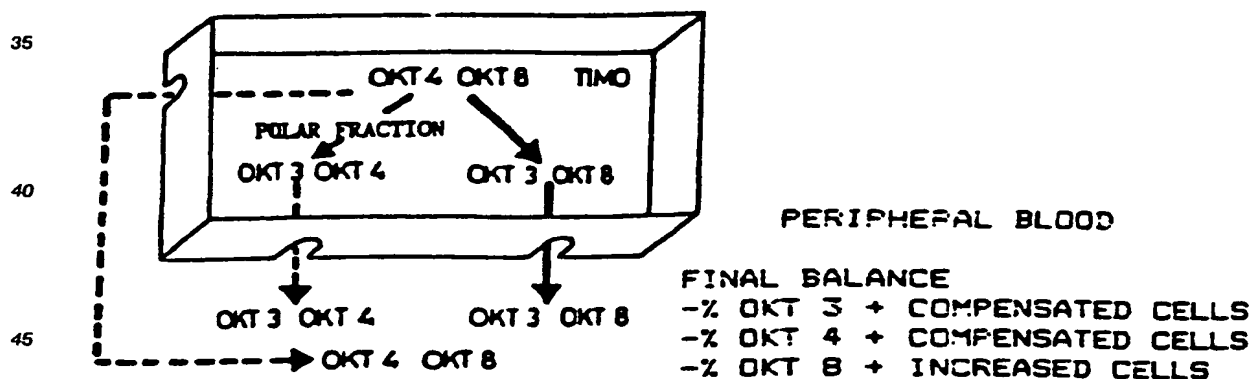 35
OKT 4 OKT 8 TIMO
POLAR FRACTION
OKT 3 OKT 4 OKT 3 OKT 8
40
PERIPHERAL BLOOD
FINAL BALANCE
OKT 3 OKT 4 OKT 3 OKT 8
-% OKT 3 + COMPENSATED CELLS
45
-% OKT 4 + COMPENSATED CELLS
OKT 4 OKT 8
-% OKT 8 + INCREASED CELLS